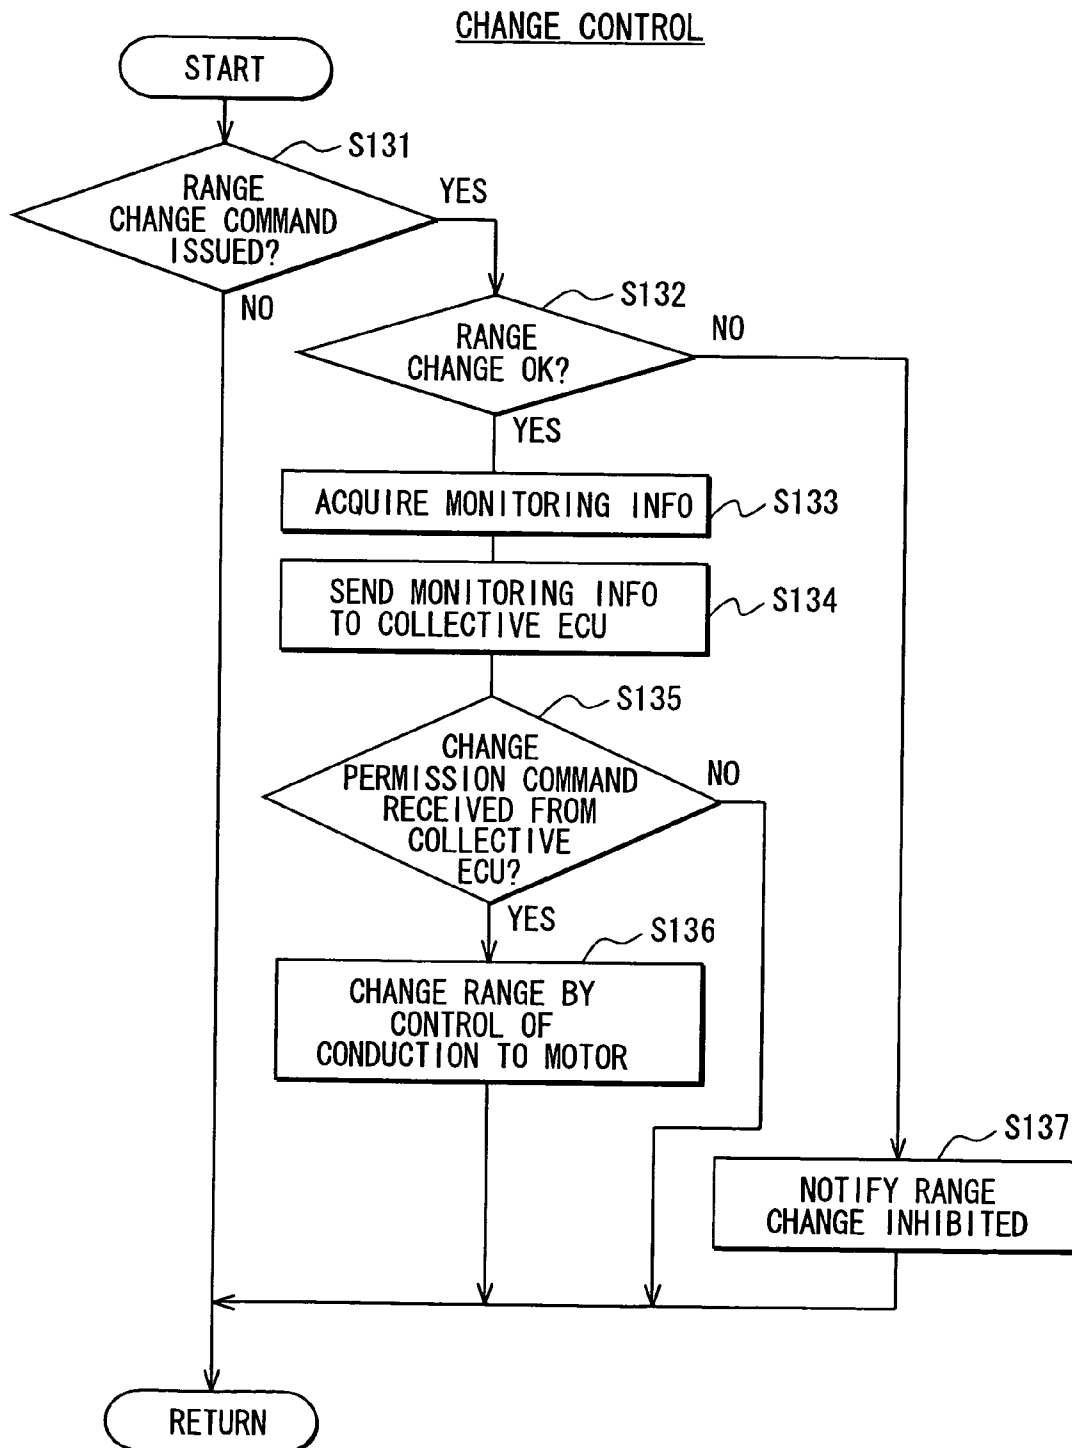 CHANGE CONTROL
START
S131
RANGE
CHANGE COMMAND
ISSUED?
YES
NO
S132
RANGE
CHANGE OK?
NO
YES
ACQUIRE MONITORING INFO
S133
SEND MONITORING INFO
TO COLLECTIVE ECU
S134
S135
CHANGE
PERMISSION COMMAND
RECEIVED FROM
COLLECTIVE
ECU?
NO
YES
S136
CHANGE RANGE BY
CONTROL OF
CONDUCTION TO MOTOR
S137
NOTIFY RANGE
CHANGE INHIBITED
RETURN